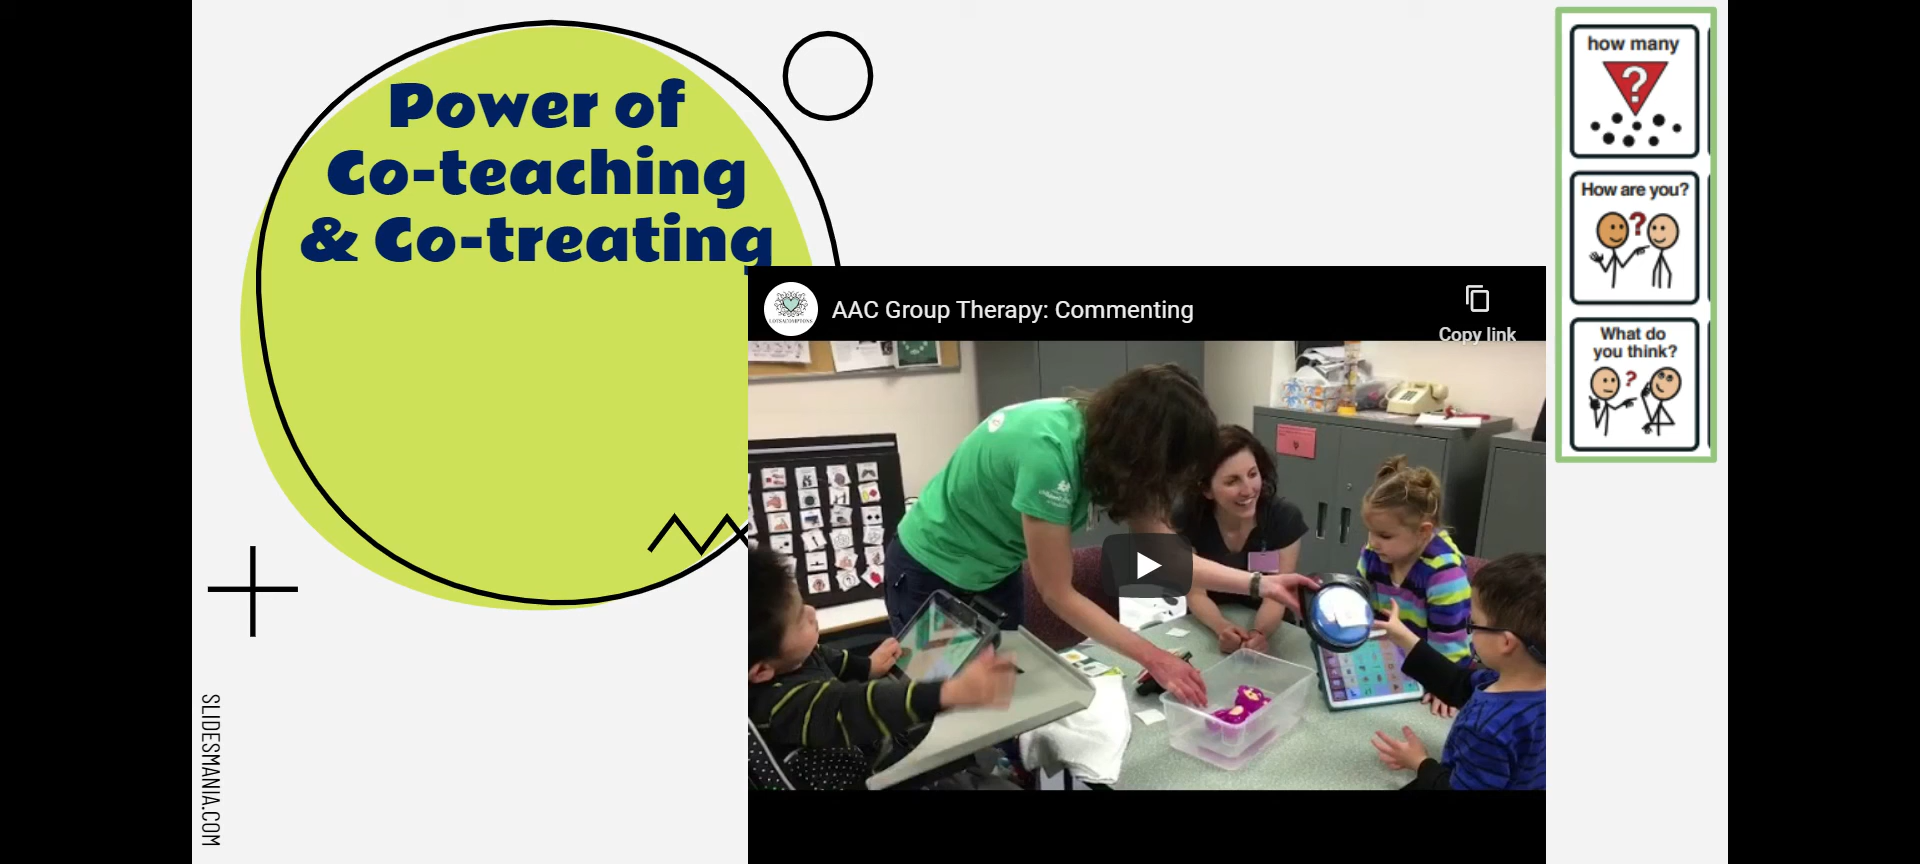 Power of
Co-teaching
& Co-treating
AAC Group Therapy: Commenting
Copy link
how many
?
How are you?
?
What do
you think?
?
SLIDESMANIA.COM